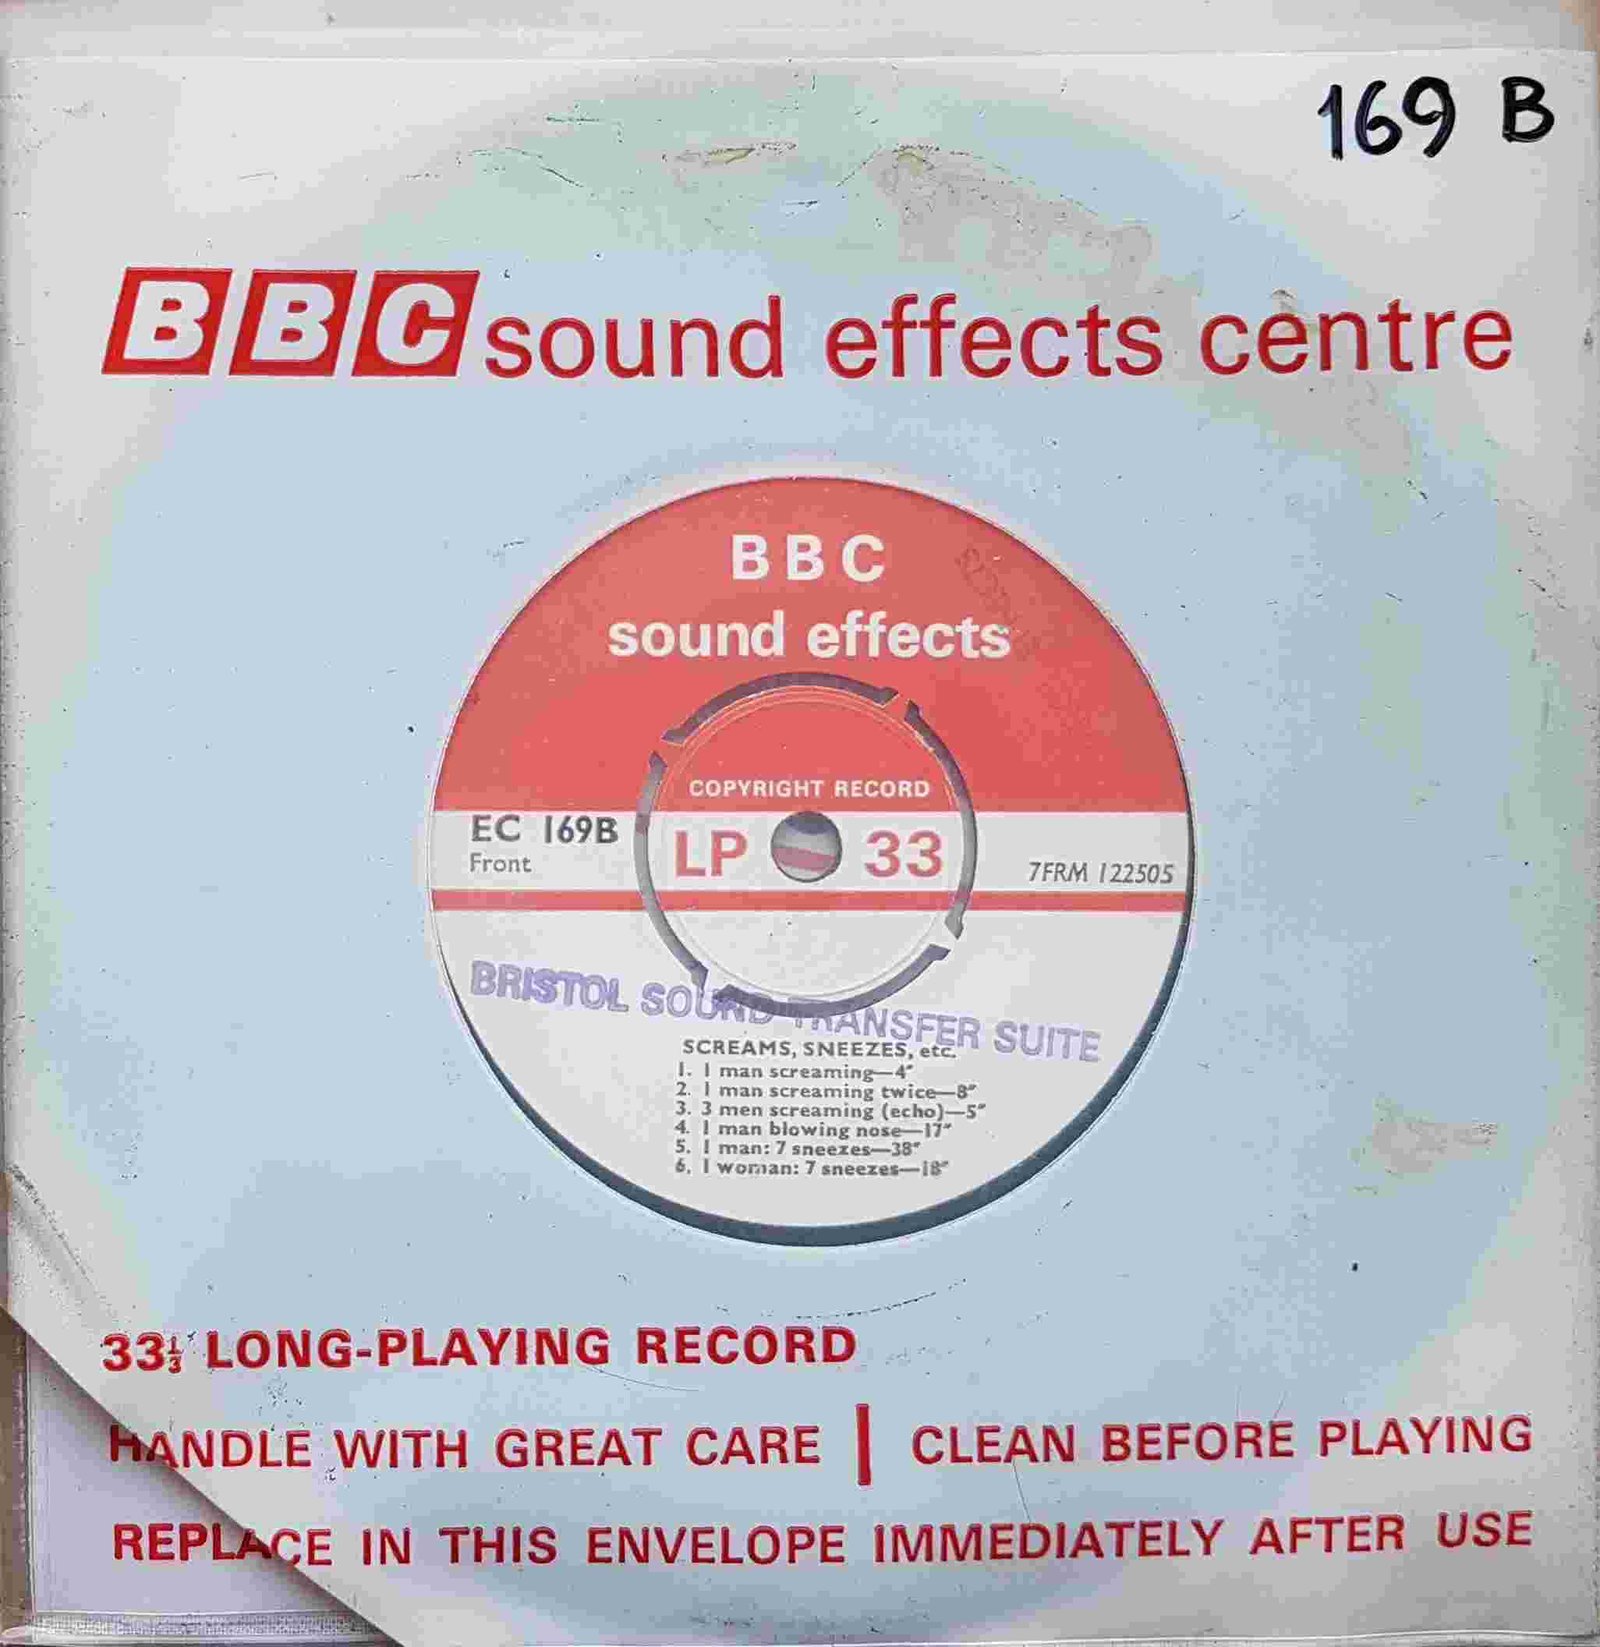 169 B
BBC sound effects centre
BBC
sound effects
COPYRIGHT RECORD
EC 169B
Front
LP 33
7FRM 122505
BRISTOL SOUND TRANSFER SUITE
SCREAMS, SNEEZES, etc.
1. 1 man screaming—4"
2. 1 man screaming twice—8"
3. 3 men screaming (echo)—5"
4. 1 man blowing nose—17"
5. 1 man: 7 sneezes—38"
6. 1 woman: 7 sneezes—18"
33⅓ LONG-PLAYING RECORD
HANDLE WITH GREAT CARE | CLEAN BEFORE PLAYING
REPLACE IN THIS ENVELOPE IMMEDIATELY AFTER USE